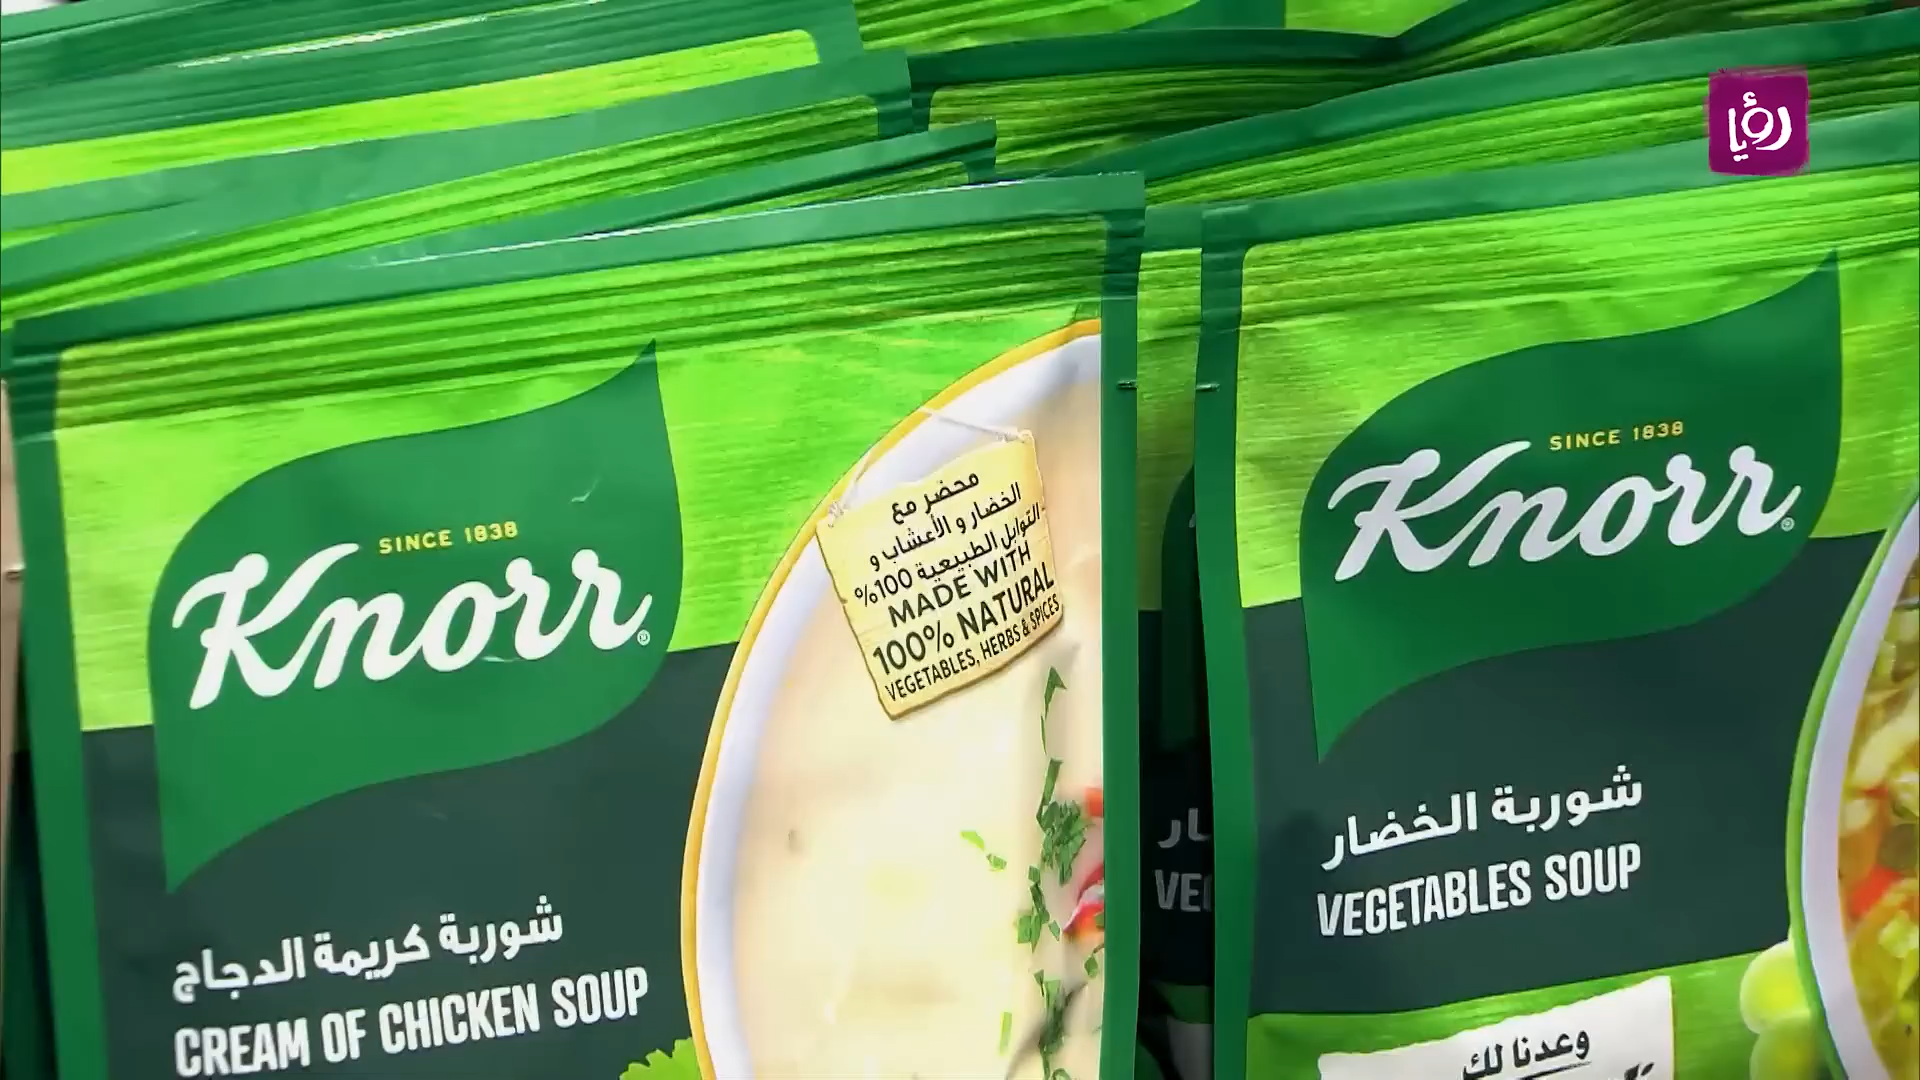 رؤيا
SINCE 1838
Knorr®
محضر مع
الخضار و الأعشاب و
التوابل الطبيعية 100%
MADE WITH
100% NATURAL
VEGETABLES, HERBS & SPICES
شوربة كريمة الدجاج
CREAM OF CHICKEN SOUP
SINCE 1838
Knorr®
شوربة الخضار
VEGETABLES SOUP
وعدنا لك